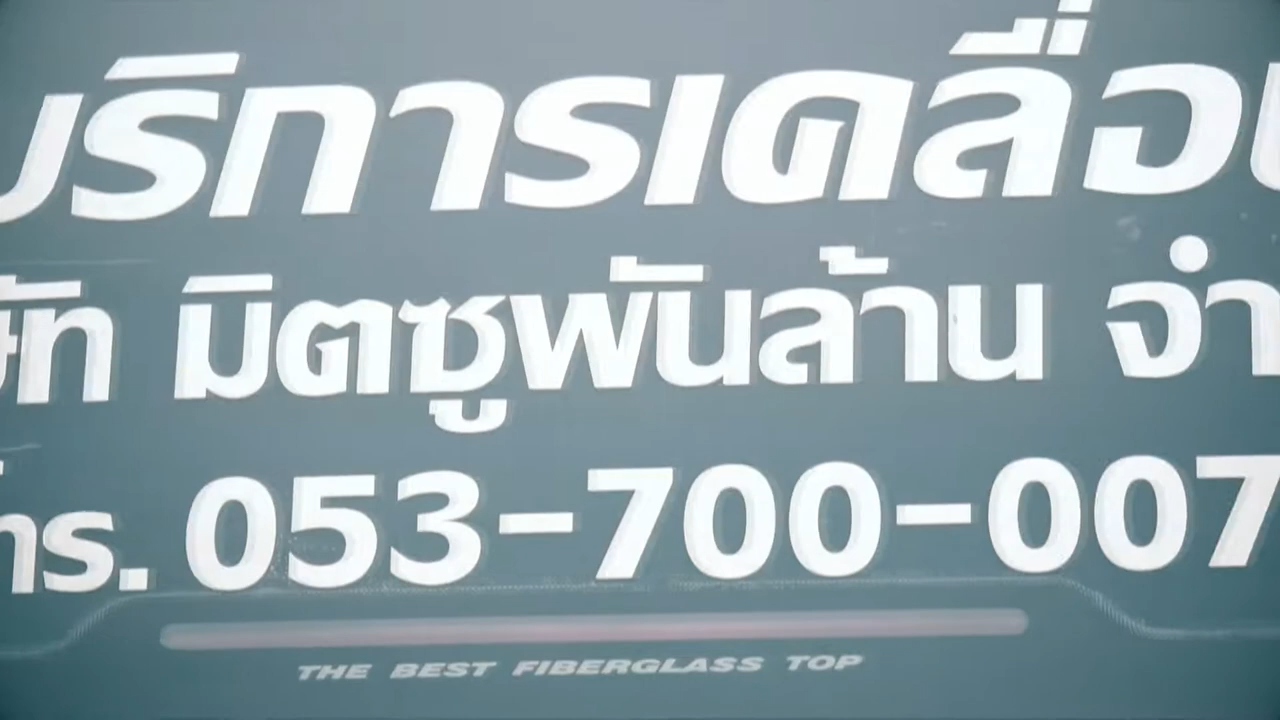 บริการเคลื่อน
ษัท มิตซูพันล้าน จำ
โทร. 053-700-007
THE BEST FIBERGLASS TOP